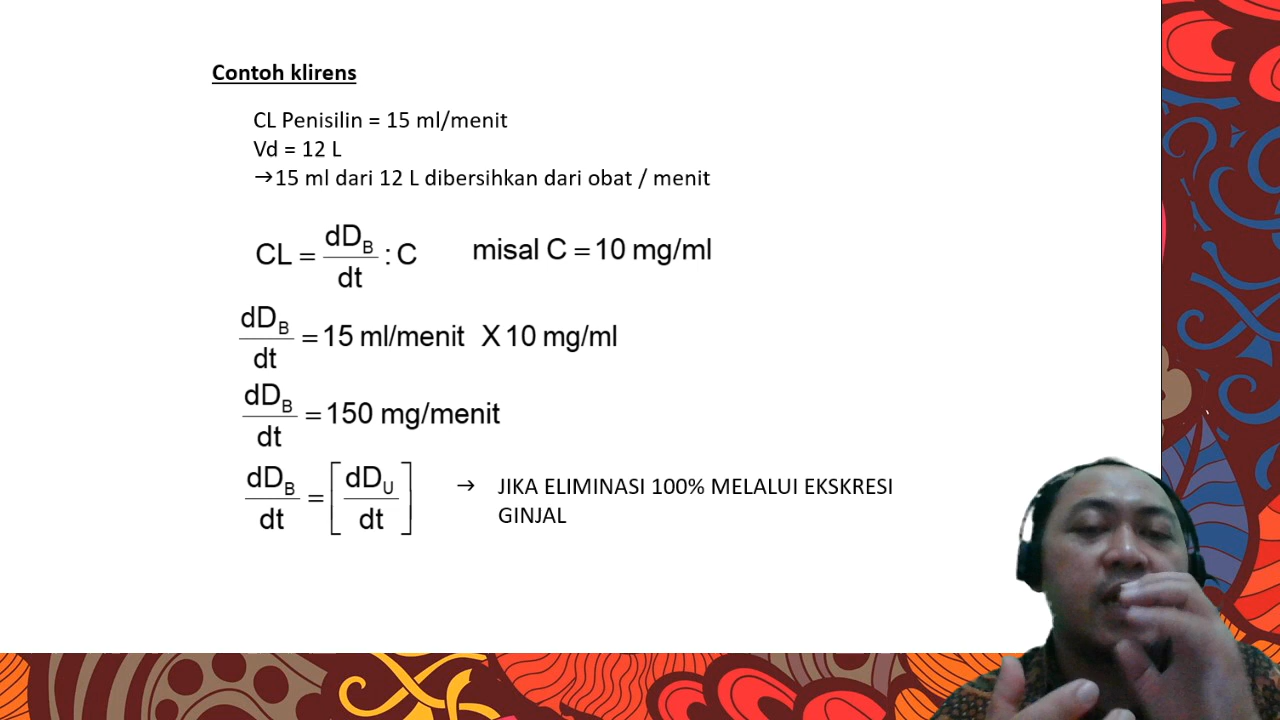 Contoh klirens
CL Penisilin = 15 ml/menit
Vd = 12 L
→15 ml dari 12 L dibersihkan dari obat / menit
CL = dD_B/dt : C misal C = 10 mg/ml
dD_B/dt = 15 ml/menit X 10 mg/ml
dD_B/dt = 150 mg/menit
dD_B/dt = [dD_U/dt] → JIKA ELIMINASI 100% MELALUI EKSKRESI
GINJAL